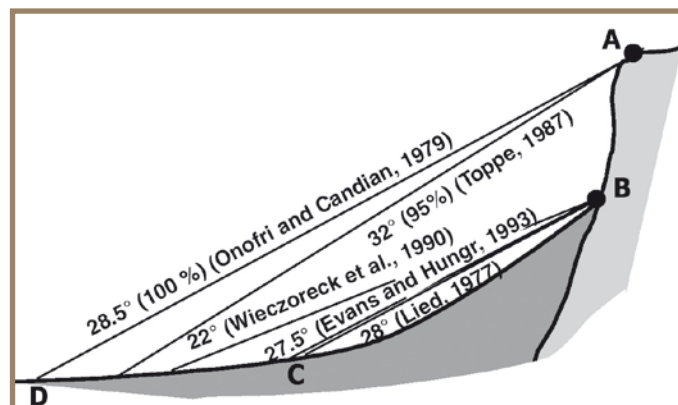 A
28.5° (100 %) (Onofri and Candian, 1979)
32° (95%) (Toppe, 1987)
B
22° (Wieczoreck et al., 1990)
27.5° (Evans and Hungr, 1993)
28° (Lied, 1977)
C
D